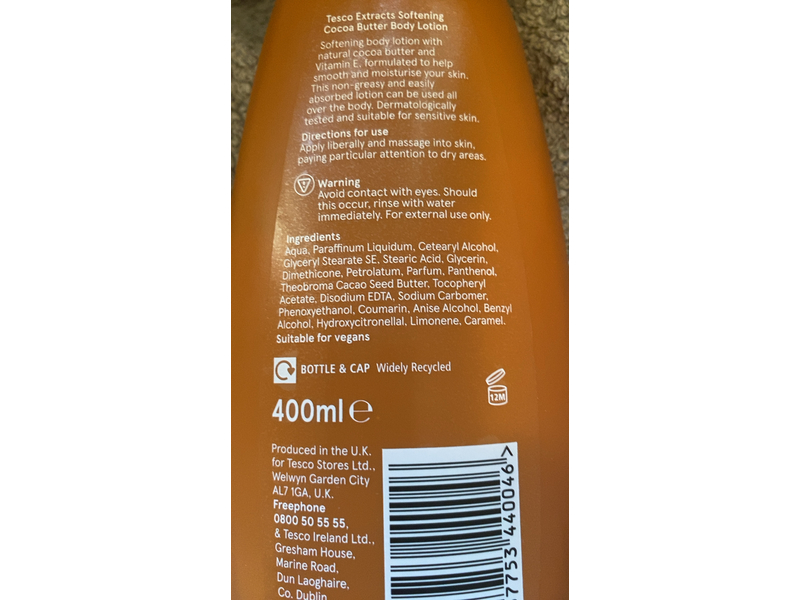 Tesco Extracts Softening
Cocoa Butter Body Lotion
Softening body lotion with
natural cocoa butter and
Vitamin E, formulated to help
smooth and moisturise your skin.
This non-greasy and easily
absorbed lotion can be used all
over the body. Dermatologically
tested and suitable for sensitive skin.
Directions for use
Apply liberally and massage into skin,
paying particular attention to dry areas.
Warning
Avoid contact with eyes. Should
this occur, rinse with water
immediately. For external use only.
Ingredients
Aqua, Paraffinum Liquidum, Cetearyl Alcohol,
Glyceryl Stearate SE, Stearic Acid, Glycerin,
Dimethicone, Petrolatum, Parfum, Panthenol,
Theobroma Cacao Seed Butter, Tocopheryl
Acetate, Disodium EDTA, Sodium Carbomer,
Phenoxyethanol, Coumarin, Anise Alcohol, Benzyl
Alcohol, Hydroxycitronellal, Limonene, Caramel.
Suitable for vegans
BOTTLE & CAP Widely Recycled
12M
400ml e
Produced in the U.K.
for Tesco Stores Ltd.,
Welwyn Garden City
AL7 1GA, U.K.
Freephone
0800 50 55 55,
& Tesco Ireland Ltd.,
Gresham House,
Marine Road,
Dun Laoghaire,
Co. Dublin
7753 440046 >